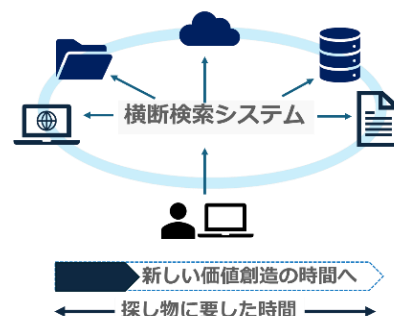 横断検索システム
新しい価値創造の時間へ
探し物に要した時間